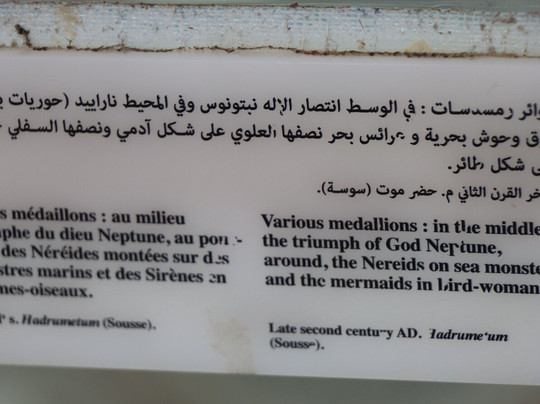 وائر رمسدسات : في الوسط انتصار الإله نبتونوس وفي المحيط نارايد (حوريات
وحوش بحرية و عرائس بحر نصفها العلوي على شكل آدمي ونصفها السفلي
شكل طائر.
خر القرن الثاني م. حضر موت (سوسة).
s médaillons : au milieu
phe du dieu Neptune, au pour-
des Néréides montées sur des
stres marins et des Sirènes en
mes-oiseaux.
s. Hadrumetum (Sousse).
Various medallions : in the middle
the triumph of God Neptune,
around, the Nereids on sea monste
and the mermaids in bird-woman
Late second century AD. Hadrumetum
(Sousse).